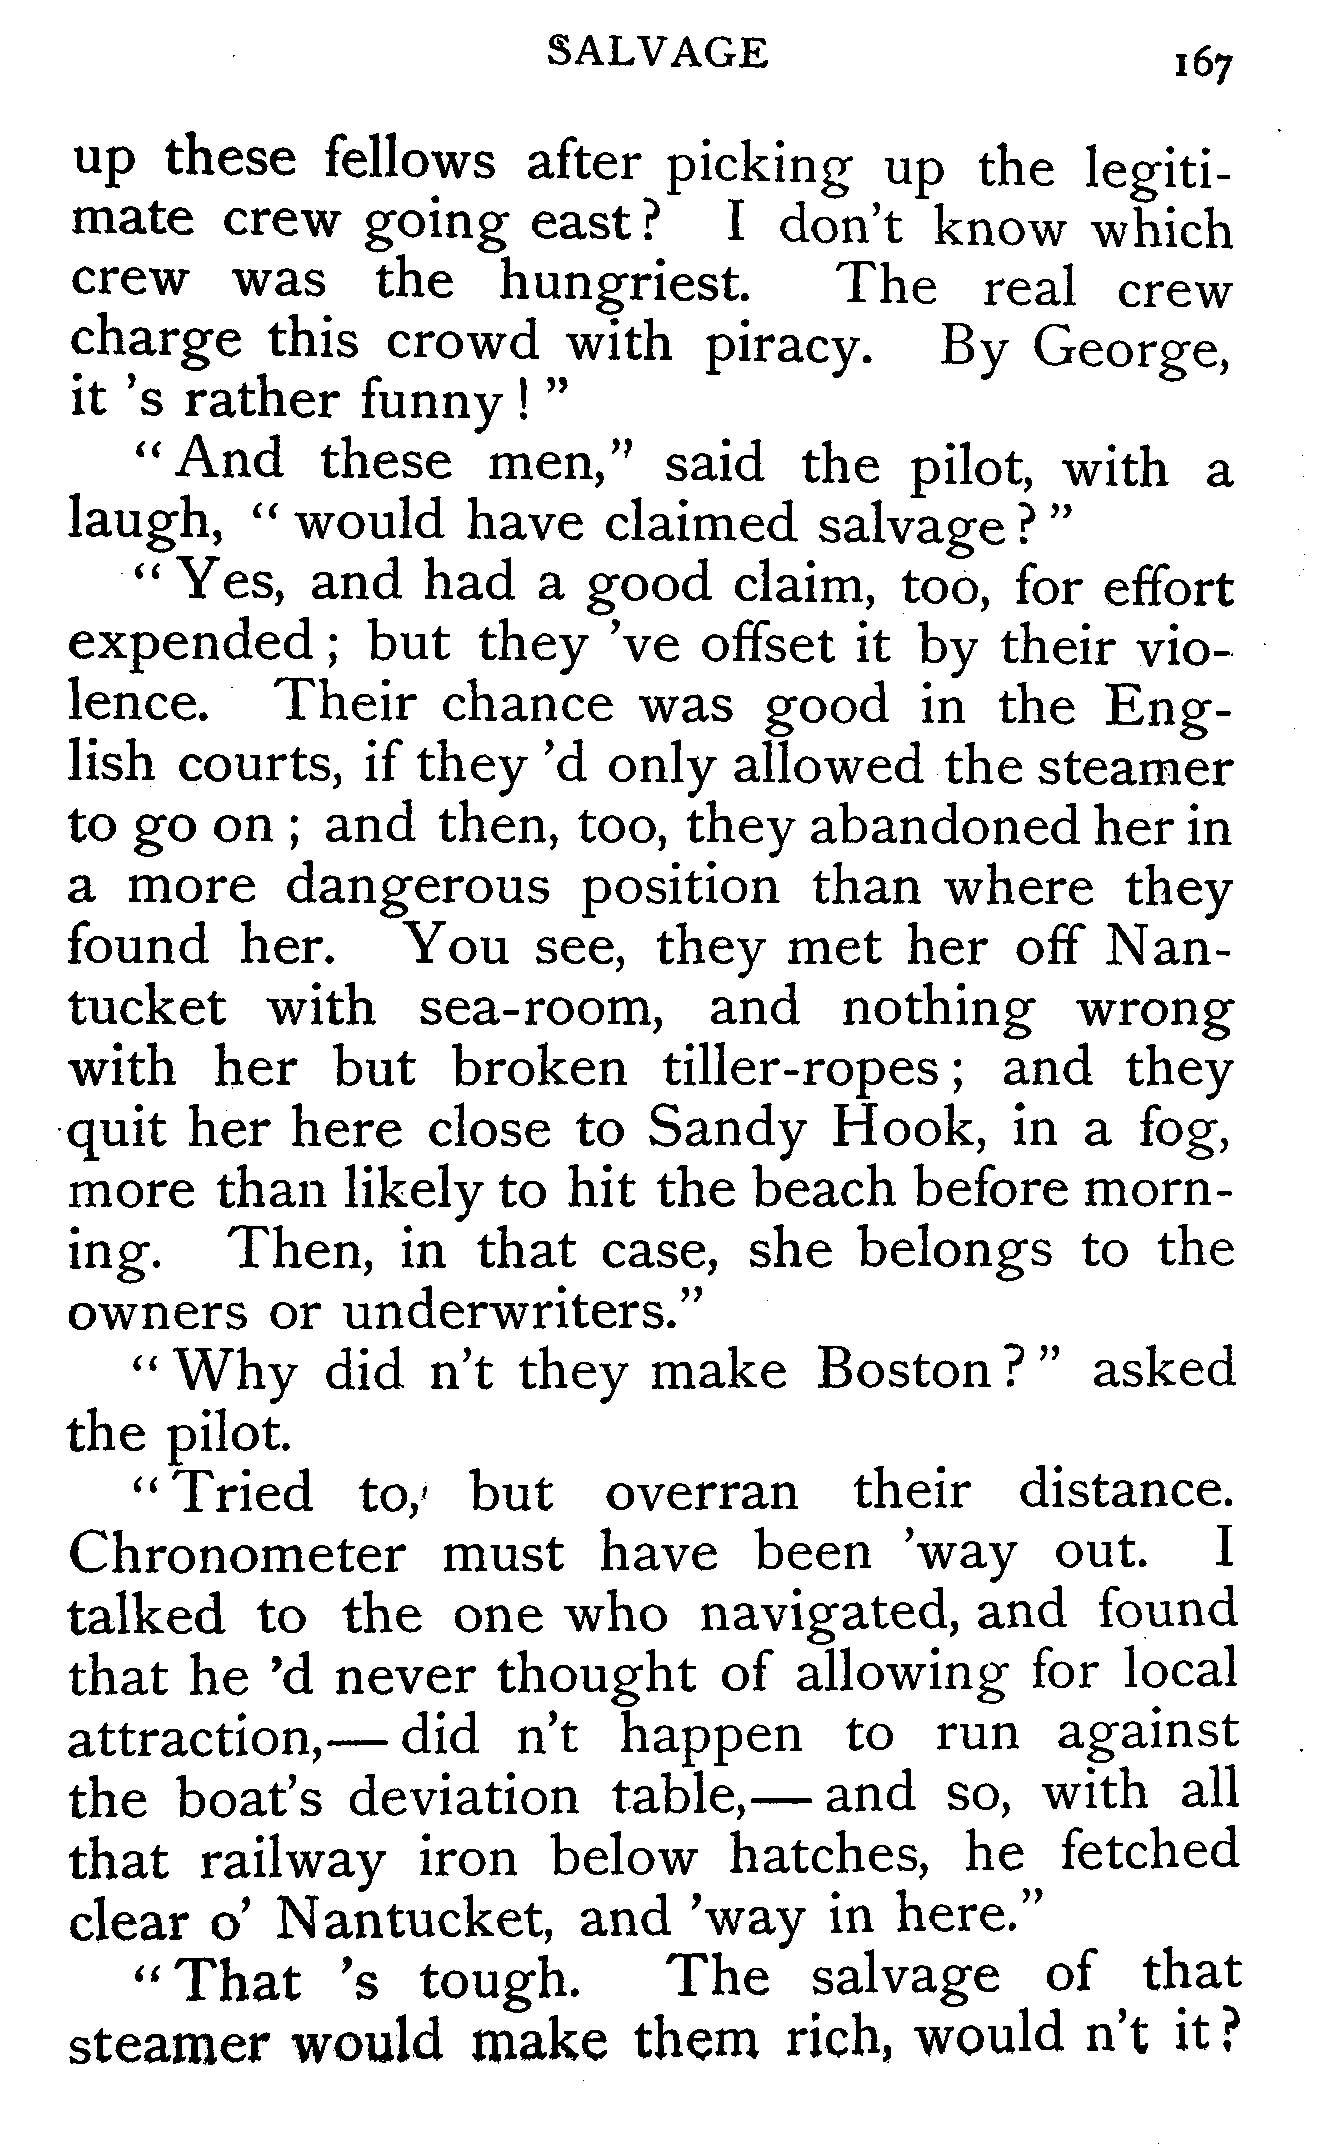 SALVAGE 167
up these fellows after picking up the legiti-
mate crew going east? I don't know which
crew was the hungriest. The real crew
charge this crowd with piracy. By George,
it 's rather funny!"
"And these men," said the pilot, with a
laugh, "would have claimed salvage?"
"Yes, and had a good claim, too, for effort
expended; but they 've offset it by their vio-
lence. Their chance was good in the Eng-
lish courts, if they 'd only allowed the steamer
to go on; and then, too, they abandoned her in
a more dangerous position than where they
found her. You see, they met her off Nan-
tucket with sea-room, and nothing wrong
with her but broken tiller-ropes; and they
quit her here close to Sandy Hook, in a fog,
more than likely to hit the beach before morn-
ing. Then, in that case, she belongs to the
owners or underwriters."
"Why did n't they make Boston?" asked
the pilot.
"Tried to, but overran their distance.
Chronometer must have been 'way out. I
talked to the one who navigated, and found
that he 'd never thought of allowing for local
attraction,—did n't happen to run against
the boat's deviation table,—and so, with all
that railway iron below hatches, he fetched
clear o' Nantucket, and 'way in here."
"That 's tough. The salvage of that
steamer would make them rich, would n't it?